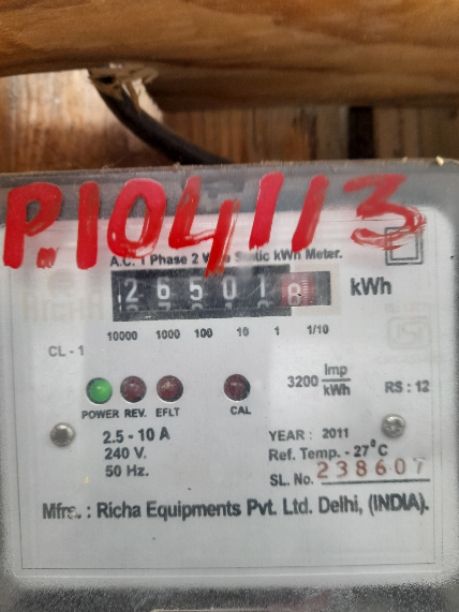 P.104113
A.C. 1 Phase 2 Wire Static kWh Meter.
265018 kWh
10000 1000 100 10 1 1/10
CL - 1
3200 Imp/kWh RS : 12
POWER REV. EFLT CAL
2.5 - 10 A
240 V.
50 Hz.
YEAR : 2011
Ref. Temp. - 27°C
SL. No. 238607
Mfrs. : Richa Equipments Pvt. Ltd. Delhi, (INDIA).